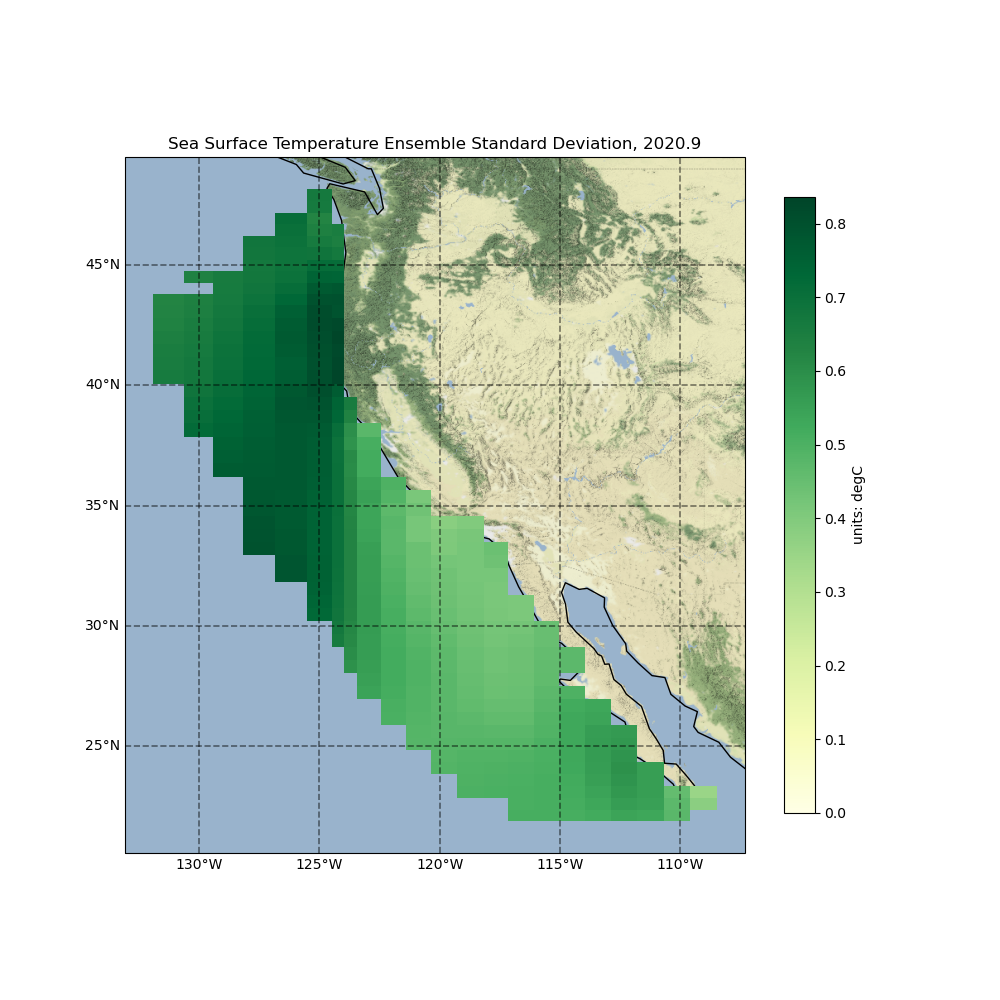 Sea Surface Temperature Ensemble Standard Deviation, 2020.9
45°N
40°N
35°N
30°N
25°N
130°W
125°W
120°W
115°W
110°W
0.8
0.7
0.6
0.5
0.4
0.3
0.2
0.1
0.0
units: degC